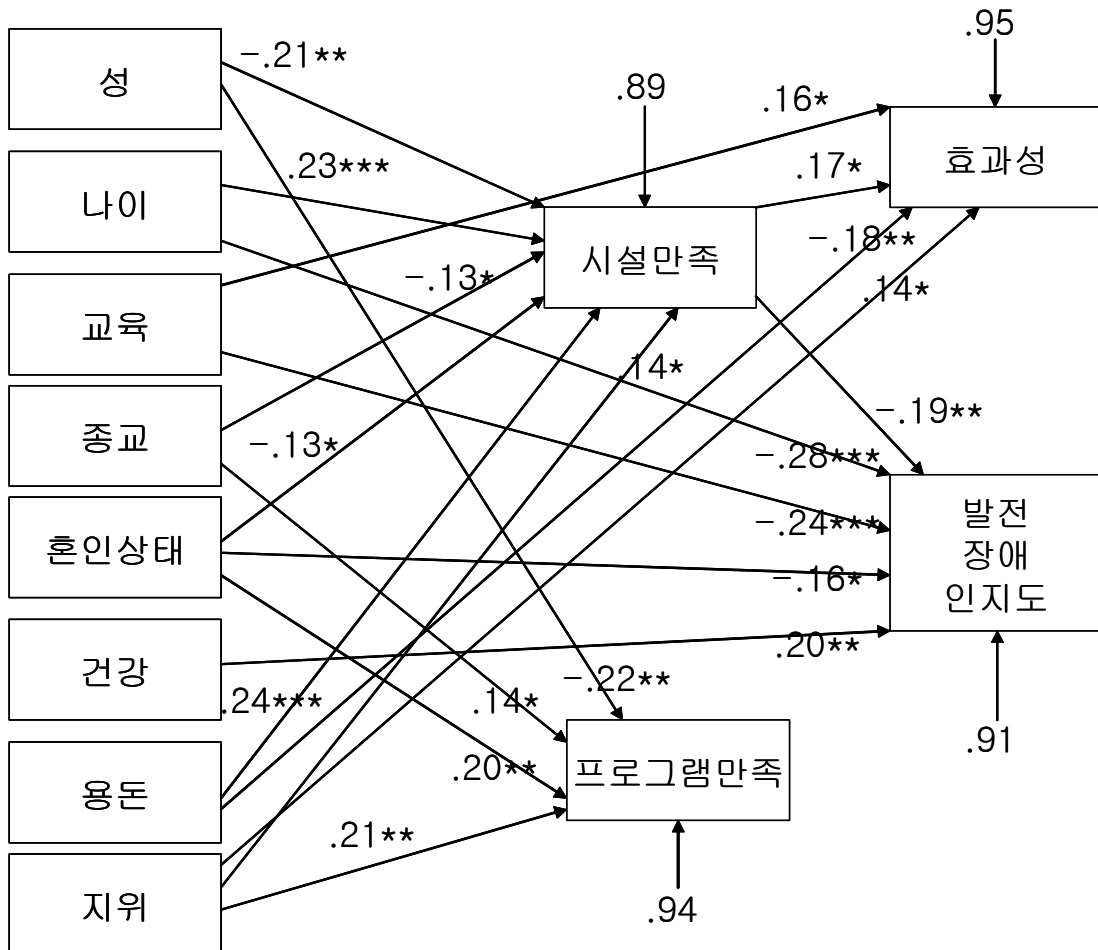 성
나이
교육
종교
혼인상태
건강
용돈
지위
-.21**
.23***
-.13*
-.13*
.24***
.14*
.20**
.21**
.89
시설만족
.14*
-.22**
프로그램만족
.94
.16*
.17*
-.18**
.14*
-.19**
-.28***
-.24***
-.16*
.20**
.95
효과성
발전
장애
인지도
.91